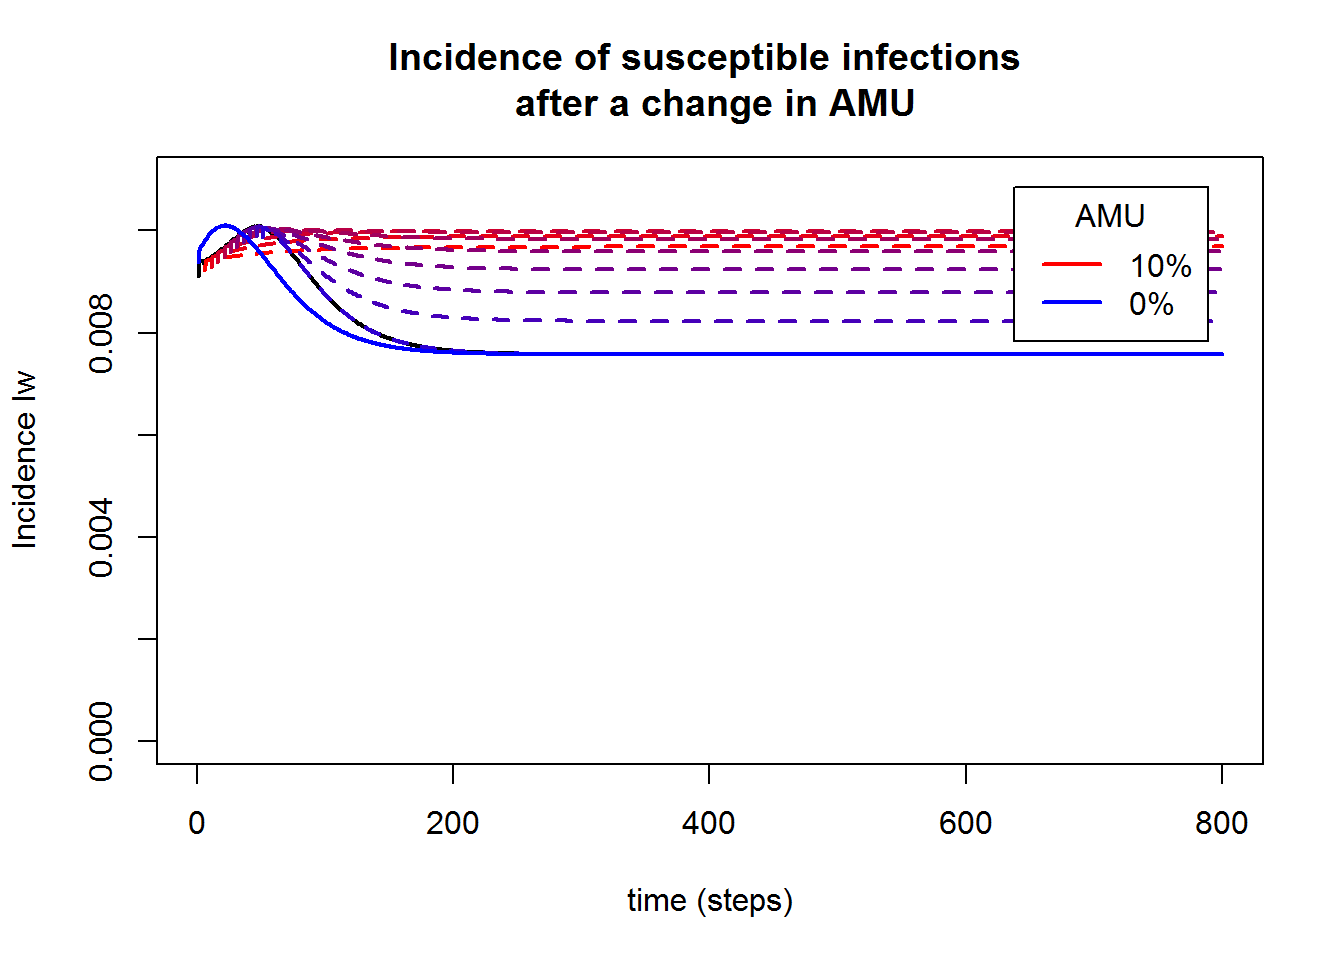 Incidence of susceptible infections
after a change in AMU
AMU
10%
0%
Incidence Iw
0.008
0.004
0.000
0
200
400
600
800
time (steps)